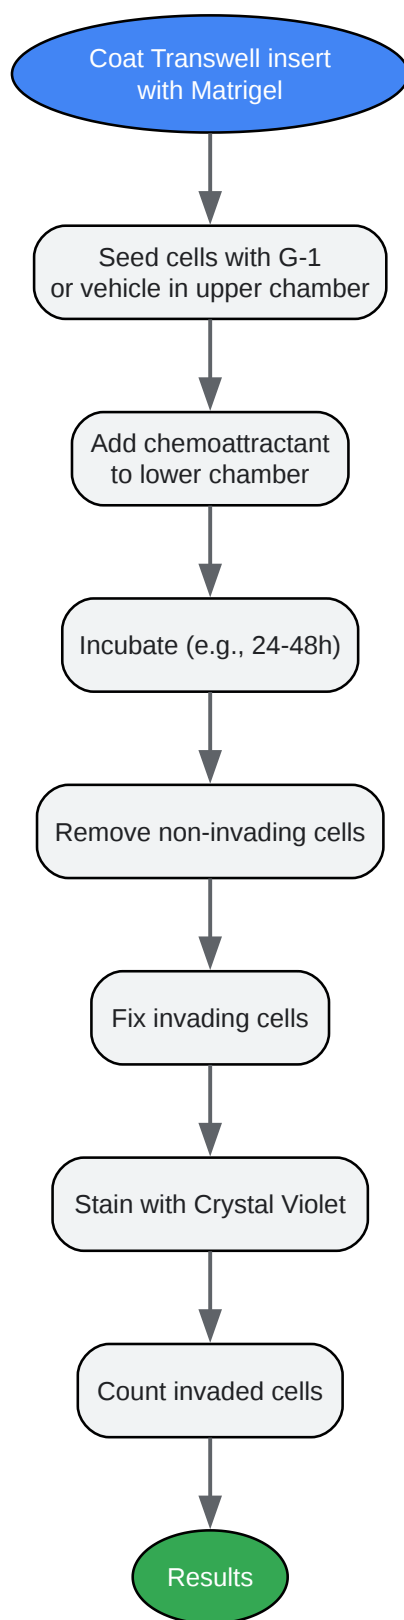 Coat Transwell insert
with Matrigel
Seed cells with G-1
or vehicle in upper chamber
Add chemoattractant
to lower chamber
Incubate (e.g., 24-48h)
Remove non-invading cells
Fix invading cells
Stain with Crystal Violet
Count invaded cells
Results